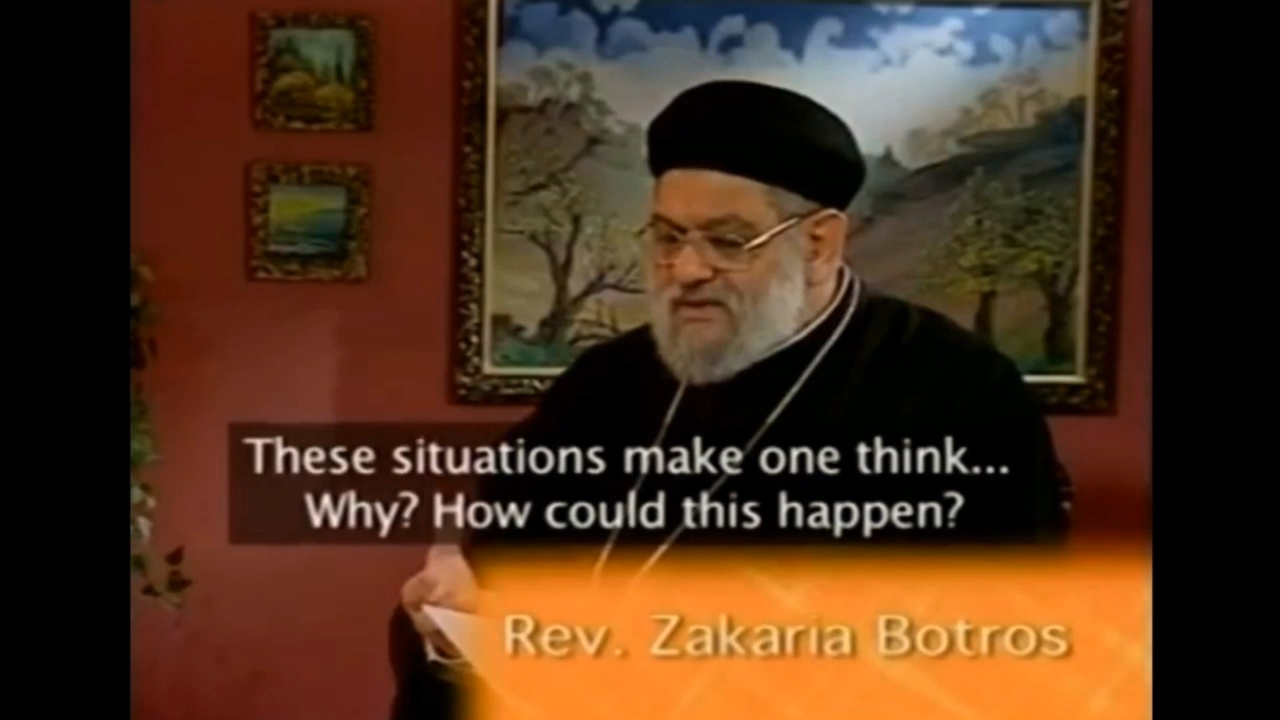 These situations make one think...
Why? How could this happen?
Rev. Zakaria Botros